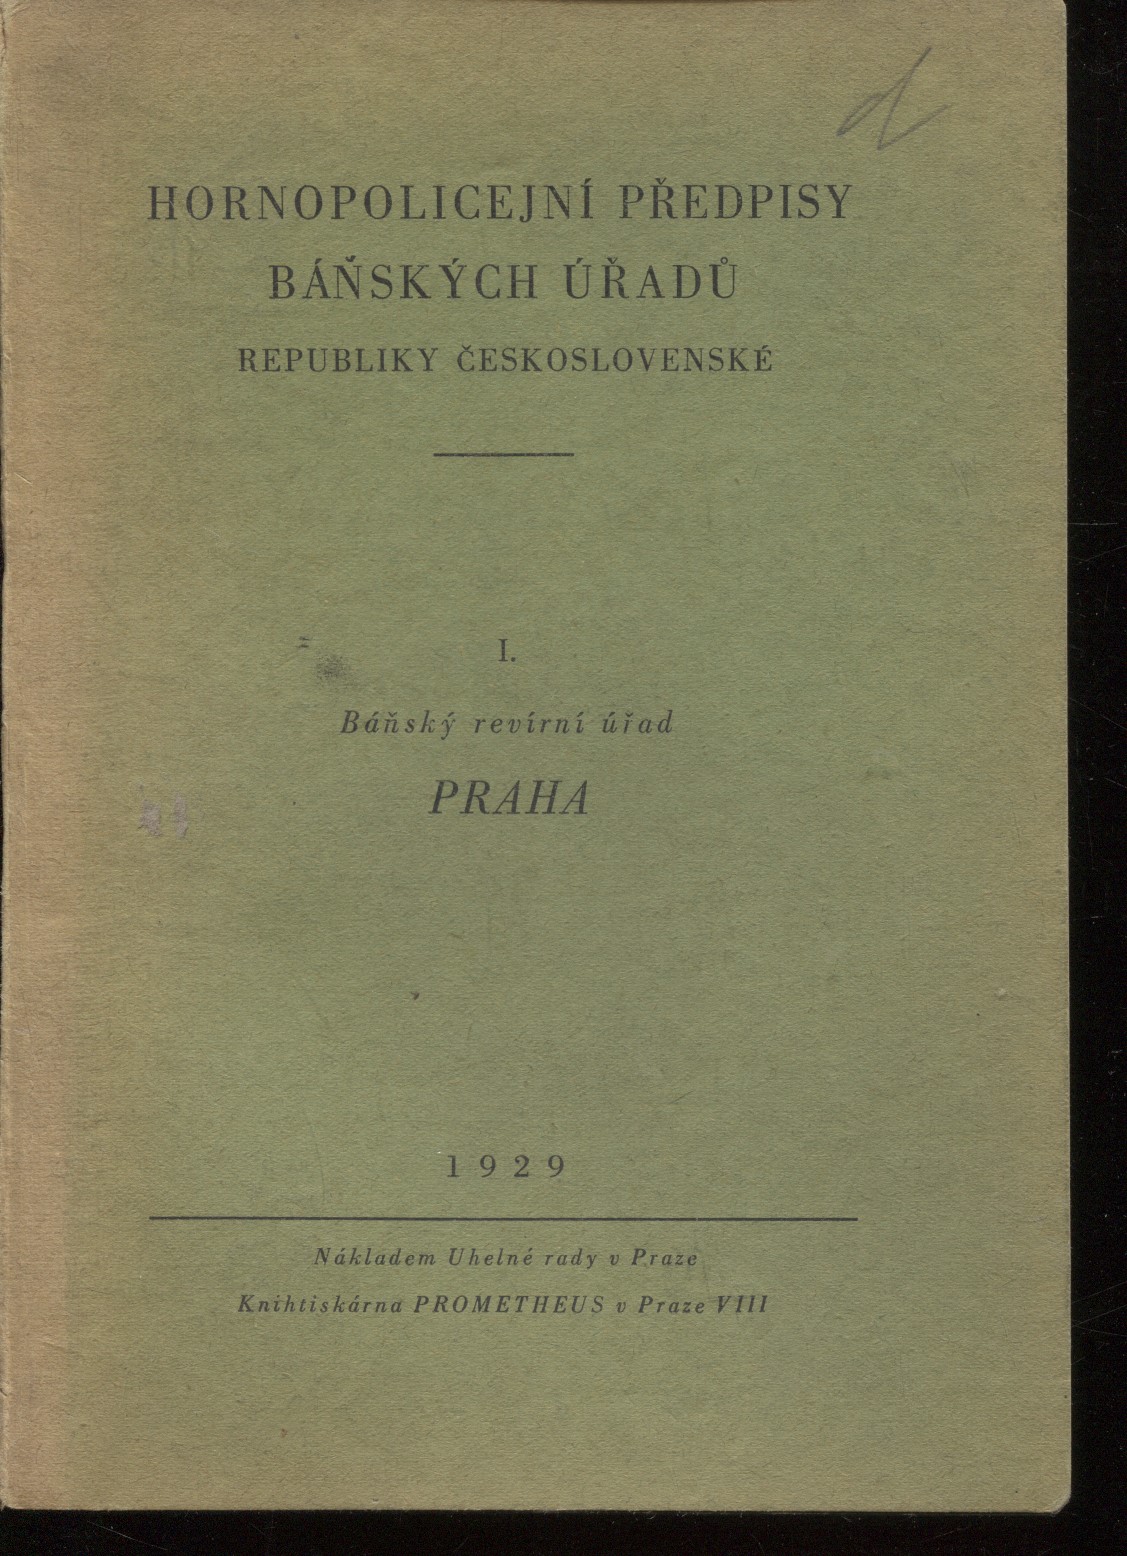 d
HORNOPOLICEJNÍ PŘEDPISY
BÁŇSKÝCH ÚŘADŮ
REPUBLIKY ČESKOSLOVENSKÉ
I.
Báňský revírní úřad
PRAHA
1929
Nákladem Uhelné rady v Praze
Knihtiskárna PROMETHEUS v Praze VIII